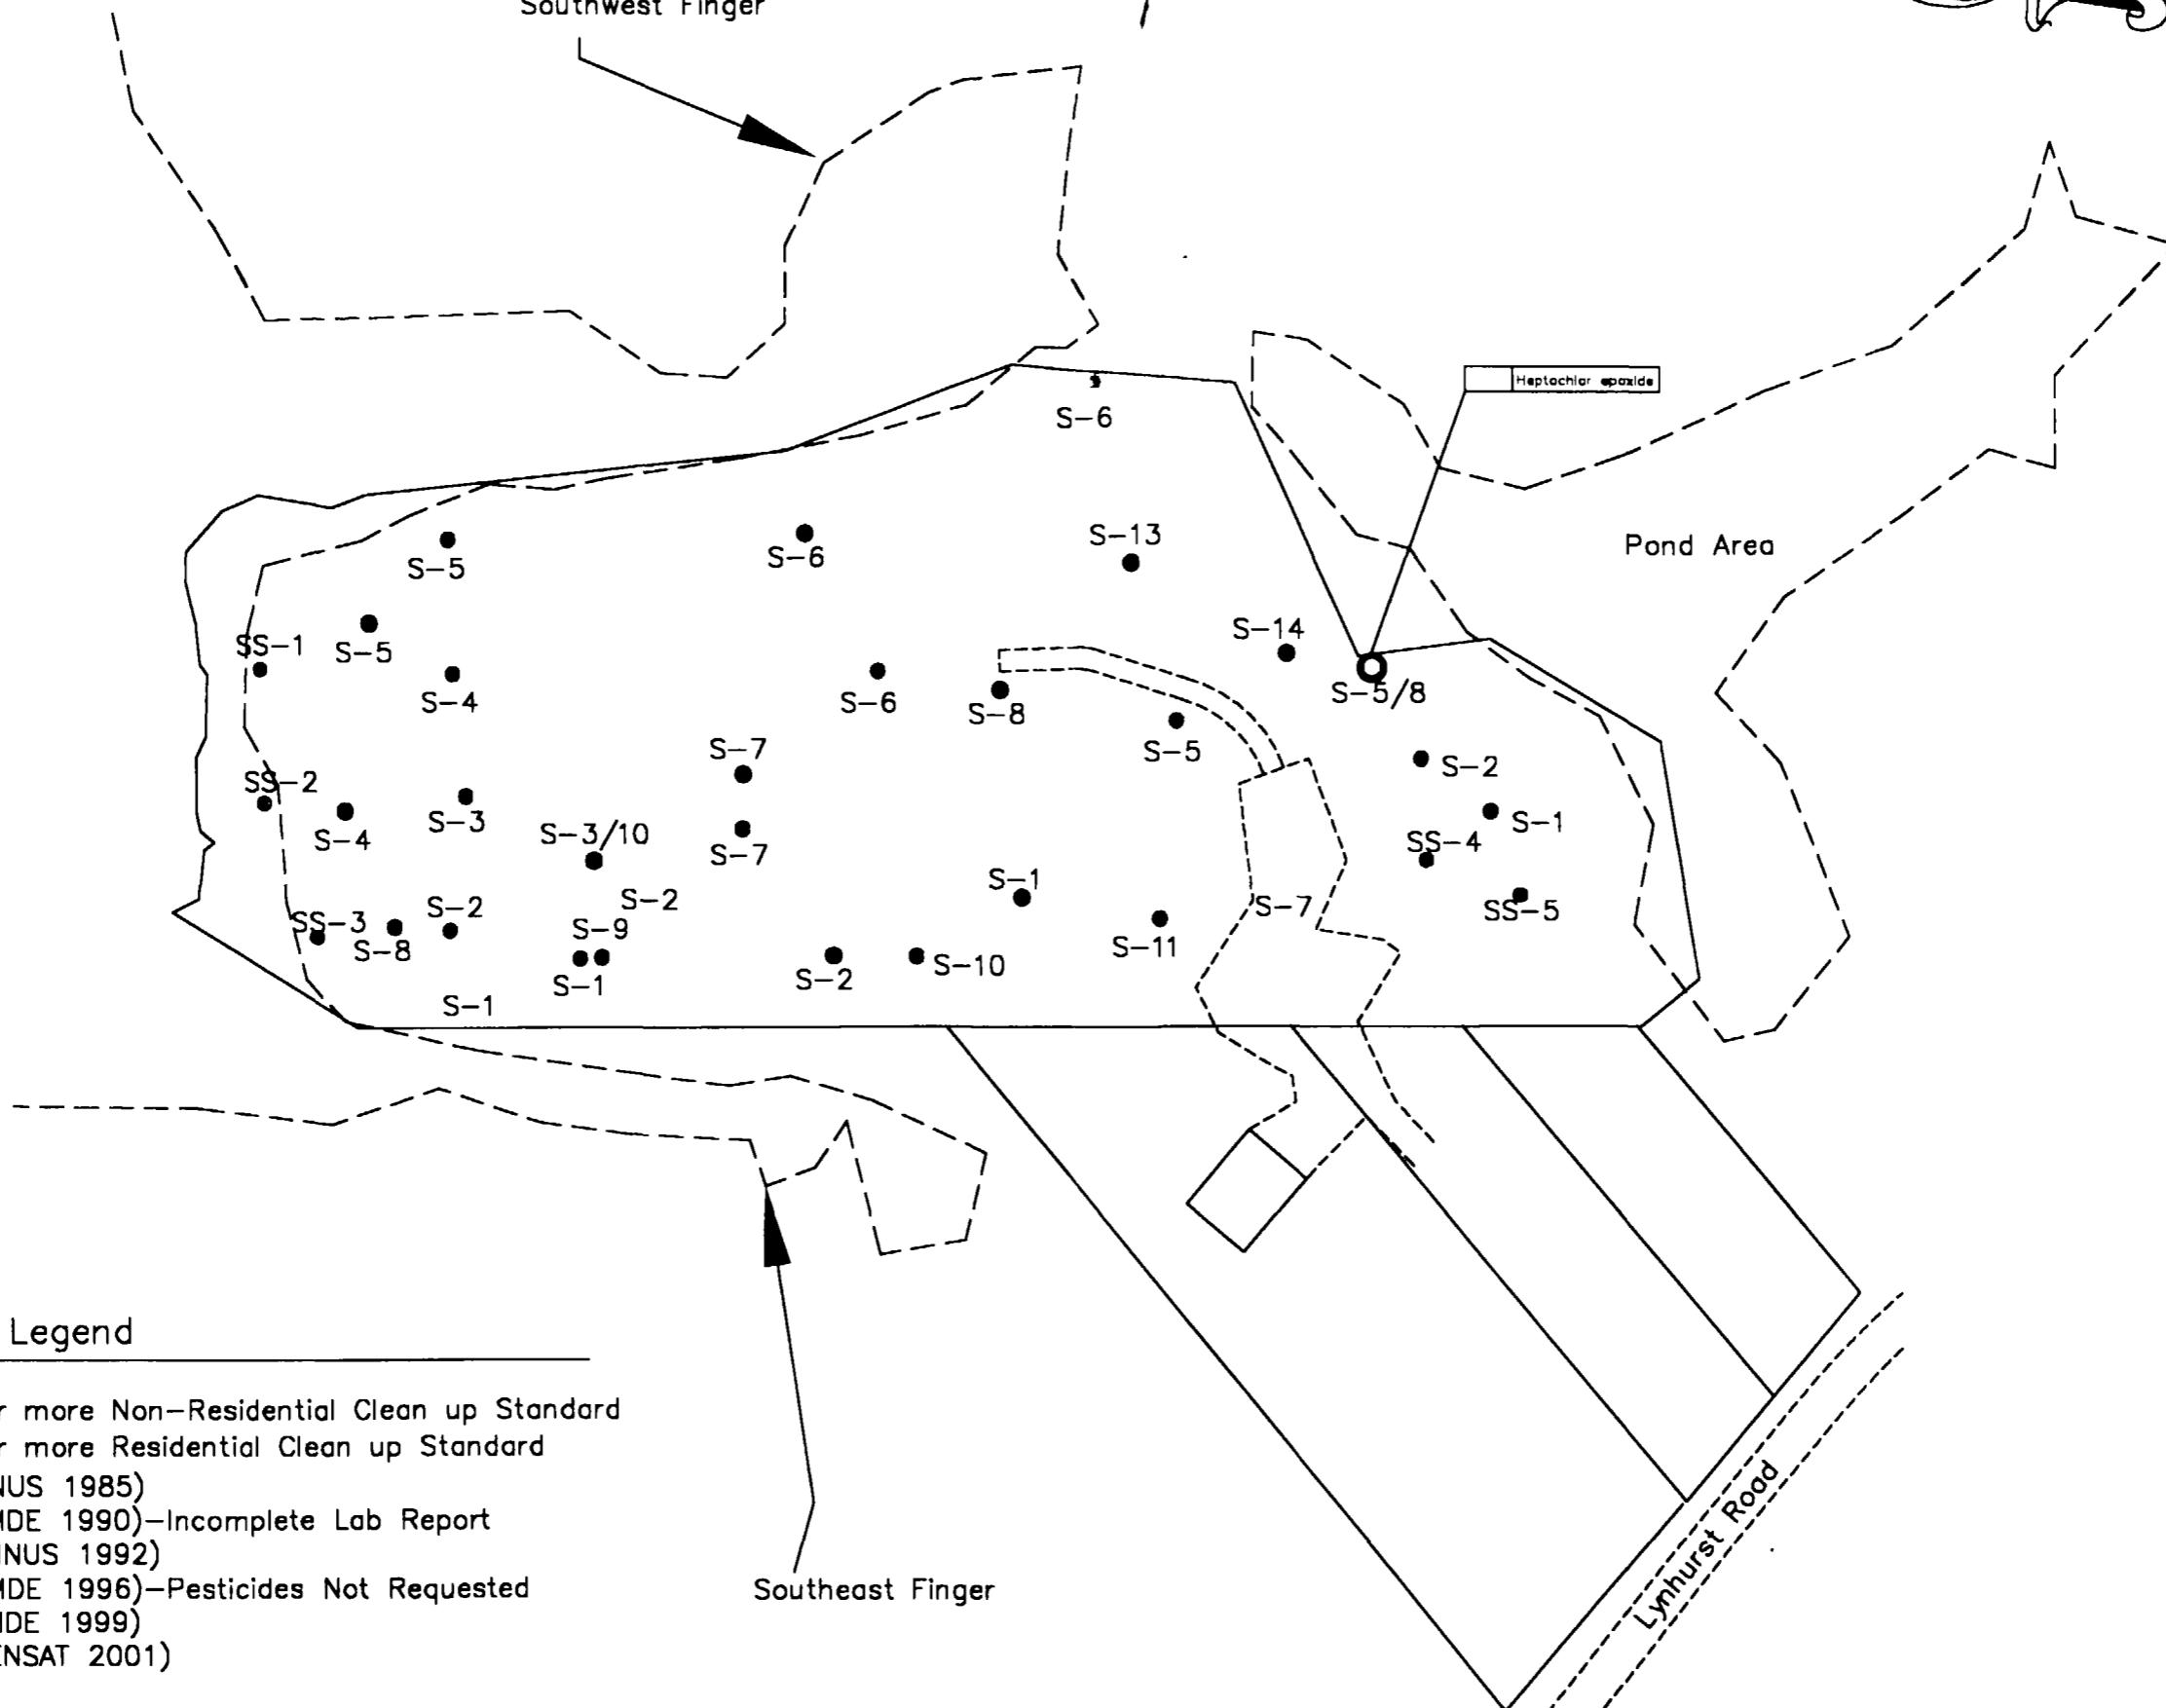 Southwest Finger
Heptachlor epoxide
S-6
S-13
Pond Area
S-6
S-5
S-14
SS-1
S-5
S-4
S-6
S-8
S-5/8
S-5
S-7
S-2
SS-2
S-4
S-3
S-3/10
S-7
S-1
SS-4
S-1
S-2
S-7
SS-5
SS-3
S-2
S-8
S-9
S-11
S-1
S-2
S-10
S-1
Legend
r more Non-Residential Clean up Standard
r more Residential Clean up Standard
NUS 1985)
MDE 1990)-Incomplete Lab Report
NUS 1992)
MDE 1996)-Pesticides Not Requested
MDE 1999)
ENSAT 2001)
Southeast Finger
Lynhurst Road